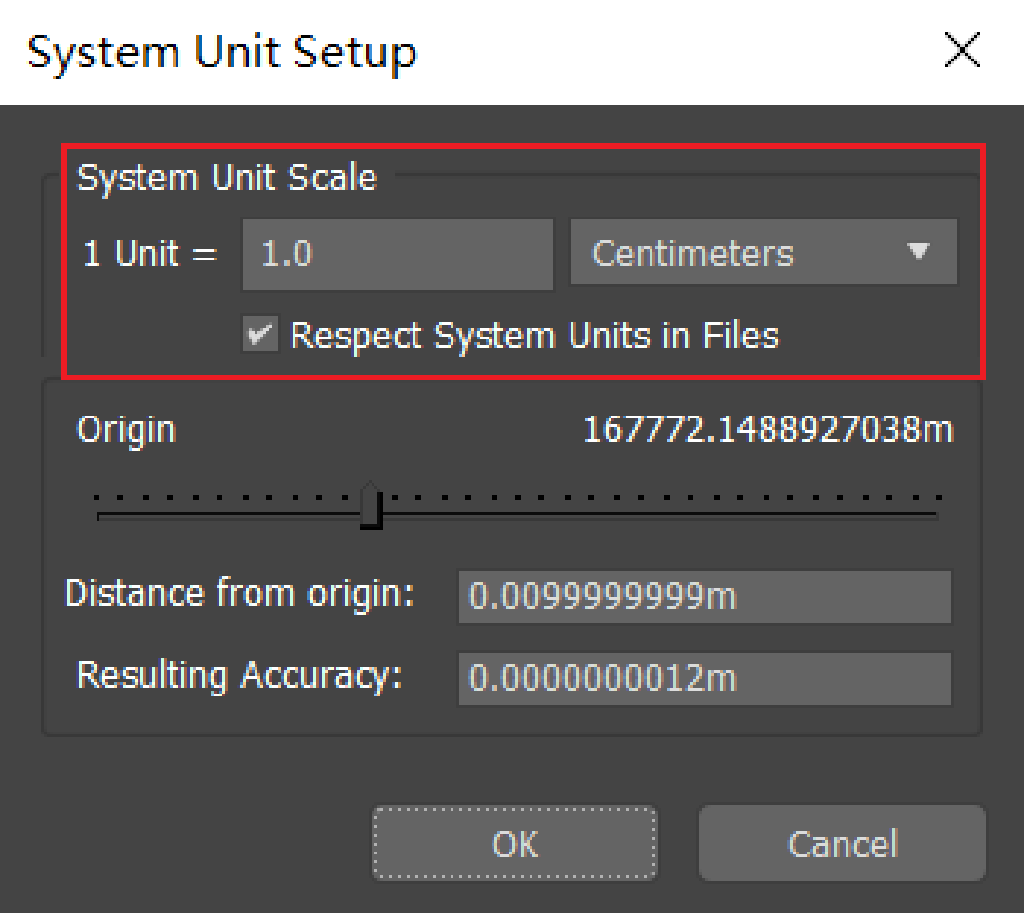 System Unit Setup
System Unit Scale
1 Unit = 1.0 Centimeters
Respect System Units in Files
Origin 167772.1488927038m
Distance from origin: 0.0099999999m
Resulting Accuracy: 0.0000000012m
OK Cancel